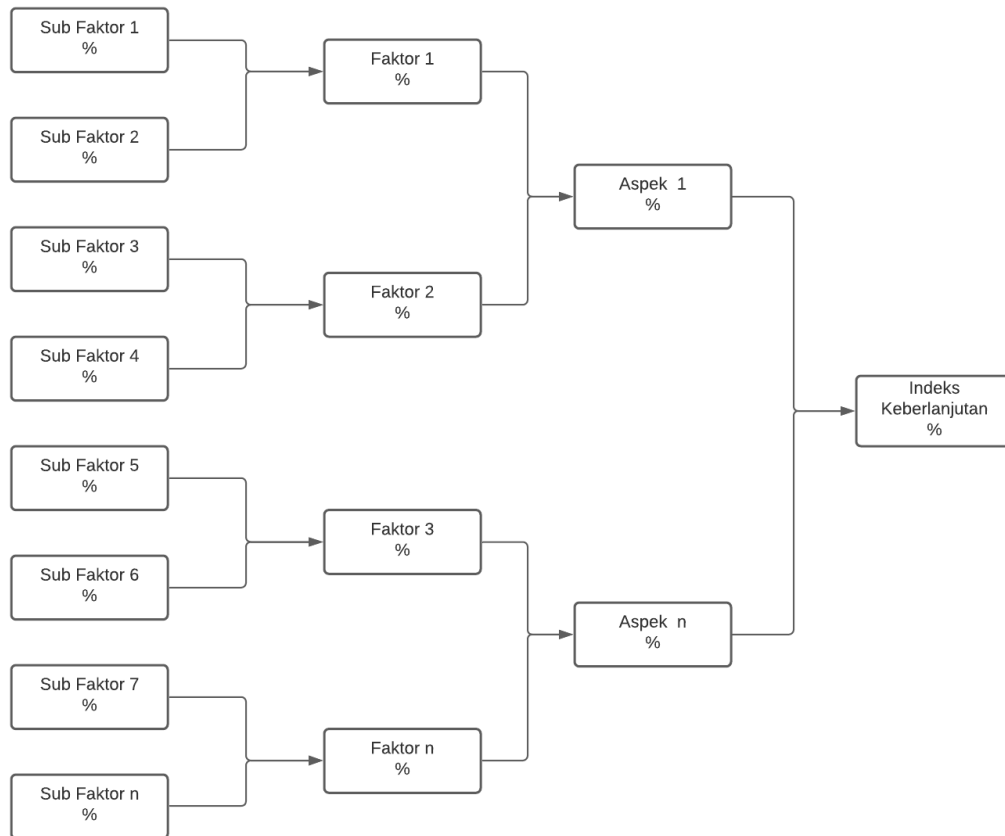 Sub Faktor 1
%
Sub Faktor 2
%
Sub Faktor 3
%
Sub Faktor 4
%
Sub Faktor 5
%
Sub Faktor 6
%
Sub Faktor 7
%
Sub Faktor n
%
Faktor 1
%
Faktor 2
%
Faktor 3
%
Faktor n
%
Aspek 1
%
Aspek n
%
Indeks
Keberlanjutan
%